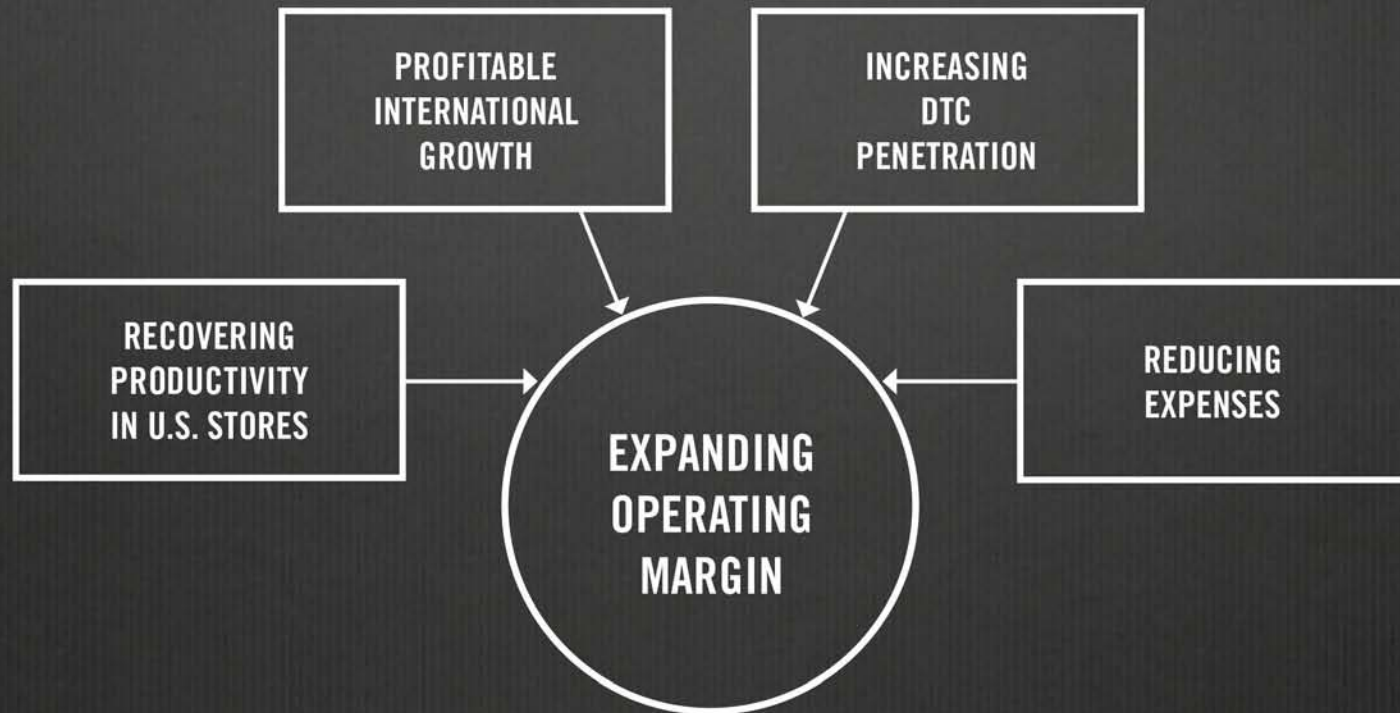 PROFITABLE
INTERNATIONAL
GROWTH
INCREASING
DTC
PENETRATION
RECOVERING
PRODUCTIVITY
IN U.S. STORES
REDUCING
EXPENSES
EXPANDING
OPERATING
MARGIN